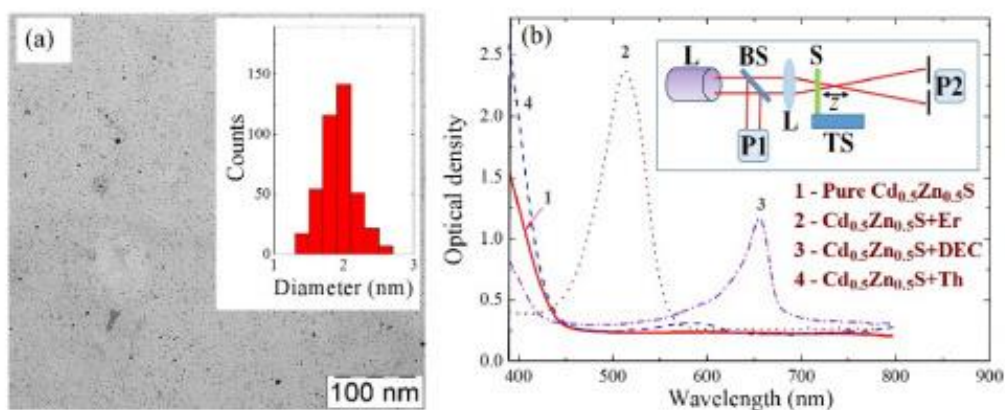 (a)
150
100
50
0
Counts
1 2 3
Diameter (nm)
100 nm
(b)
2.5
2.0
1.5
1.0
0.5
0.0
Optical density
400 500 600 700 800 900
Wavelength (nm)
4
1
2
3
L BS S
P2
z
P1 L TS
1 - Pure Cd₀.₅Zn₀.₅S
2 - Cd₀.₅Zn₀.₅S+Er
3 - Cd₀.₅Zn₀.₅S+DEC
4 - Cd₀.₅Zn₀.₅S+Th